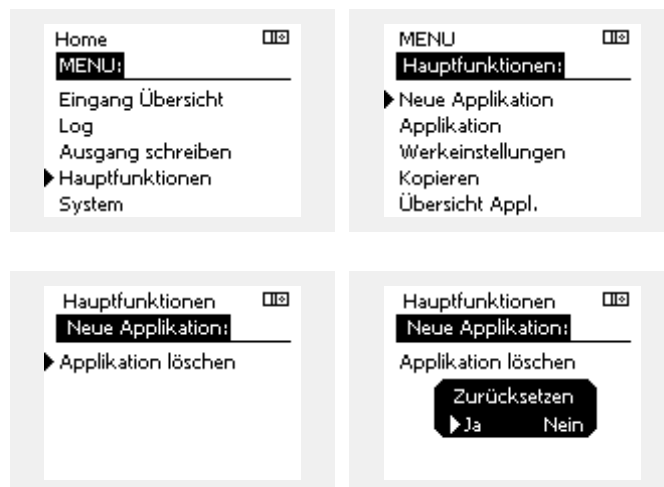 Home
MENU:
Eingang Übersicht
Log
Ausgang schreiben
Hauptfunktionen
System
MENU
Hauptfunktionen:
Neue Applikation
Applikation
Werkeinstellungen
Kopieren
Übersicht Appl.
Hauptfunktionen
Neue Applikation:
Applikation löschen
Hauptfunktionen
Neue Applikation:
Applikation löschen
Zurücksetzen
Ja Nein